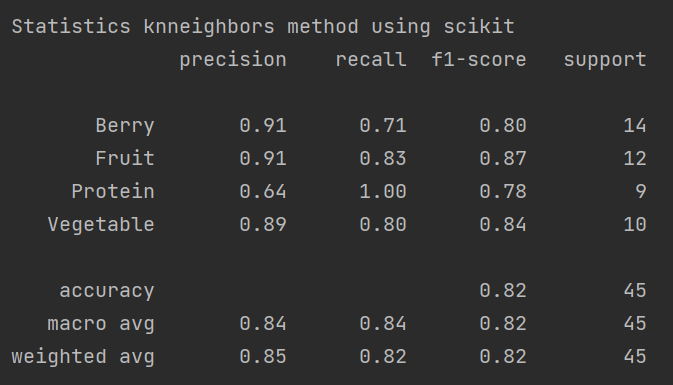 Statistics knneighbors method using scikit
precision recall f1-score support
Berry 0.91 0.71 0.80 14
Fruit 0.91 0.83 0.87 12
Protein 0.64 1.00 0.78 9
Vegetable 0.89 0.80 0.84 10
accuracy 0.82 45
macro avg 0.84 0.84 0.82 45
weighted avg 0.85 0.82 0.82 45